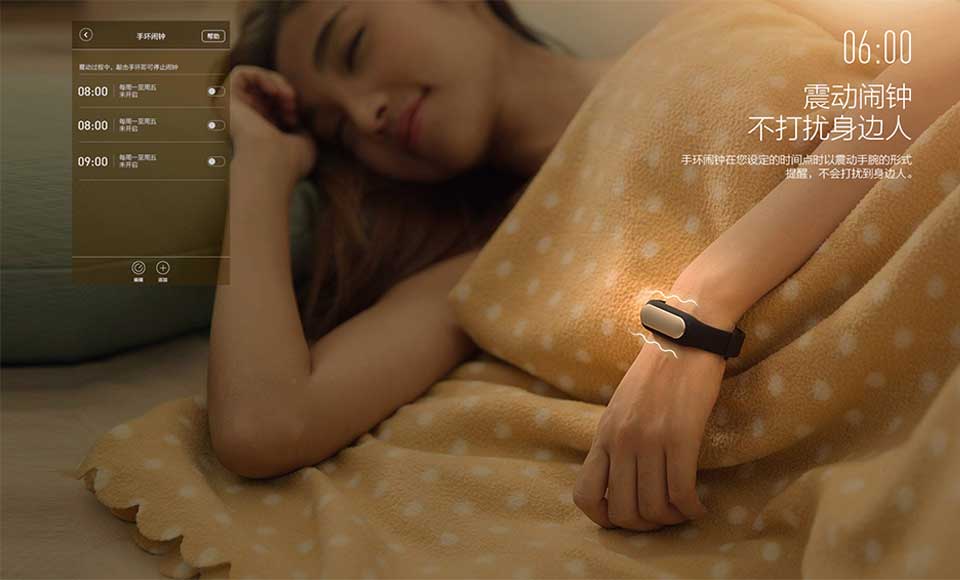 手环闹钟
帮助
震动过程中，敲击手环即可停止闹钟
08:00
每周一至周五
未开启
08:00
每周一至周五
未开启
09:00
每周一至周五
未开启
编辑
添加
06:00
震动闹钟
不打扰身边人
手环闹钟在您设定的时间点时以震动手腕的形式
提醒，不会打扰到身边人。